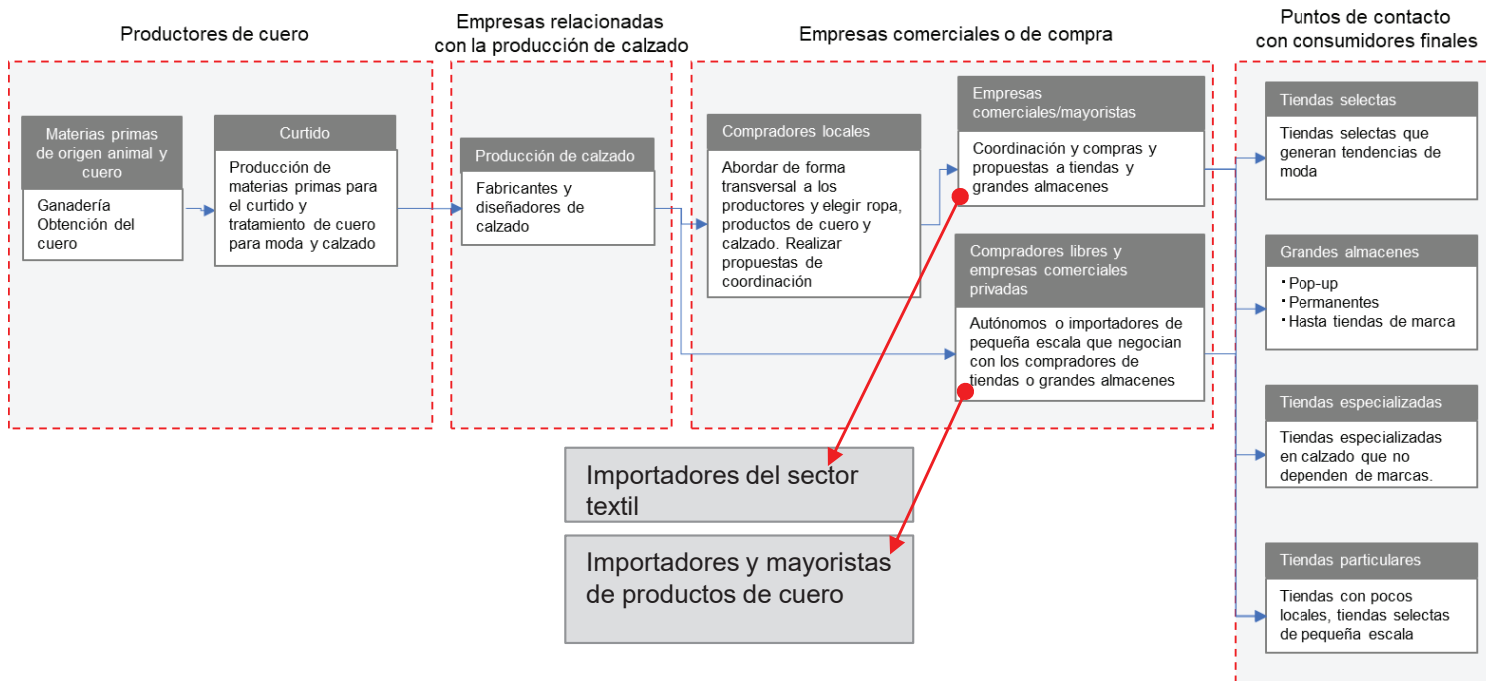 Productores de cuero
Empresas relacionadas
con la producción de calzado
Empresas comerciales o de compra
Puntos de contacto
con consumidores finales
Materias primas
de origen animal y
cuero
Ganadería
Obtención del
cuero
Curtido
Producción de
materias primas para
el curtido y
tratamiento de cuero
para moda y calzado
Producción de calzado
Fabricantes y
diseñadores de
calzado
Compradores locales
Abordar de forma
transversal a los
productores y elegir ropa,
productos de cuero y
calzado. Realizar
propuestas de
coordinación
Empresas
comerciales/mayoristas
Coordinación y compras y
propuestas a tiendas y
grandes almacenes
Compradores libres y
empresas comerciales
privadas
Autónomos o importadores de
pequeña escala que negocian
con los compradores de
tiendas o grandes almacenes
Tiendas selectas
Tiendas selectas que
generan tendencias de
moda
Grandes almacenes
・Pop-up
・Permanentes
・Hasta tiendas de marca
Tiendas especializadas
Tiendas especializadas
en calzado que no
dependen de marcas.
Tiendas particulares
Tiendas con pocos
locales, tiendas selectas
de pequeña escala
Importadores del sector
textil
Importadores y mayoristas
de productos de cuero